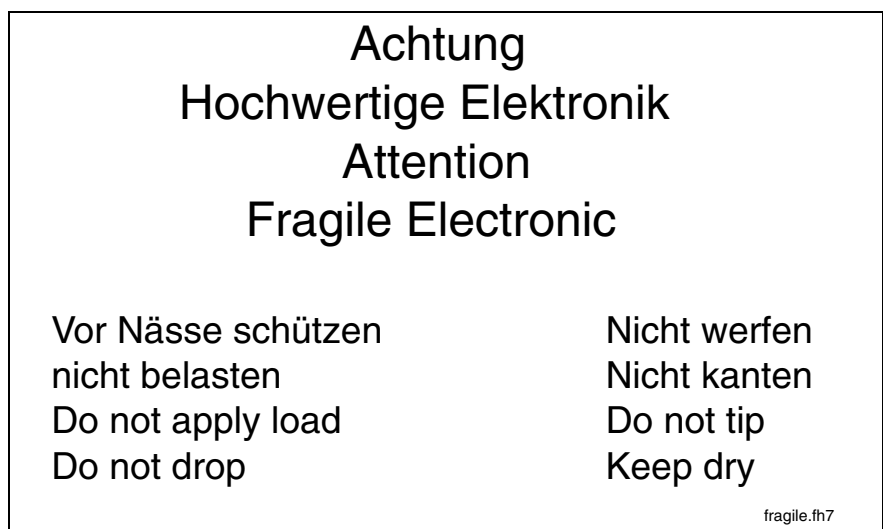 Achtung
Hochwertige Elektronik
Attention
Fragile Electronic
Vor Nässe schützen
nicht belasten
Do not apply load
Do not drop
Nicht werfen
Nicht kanten
Do not tip
Keep dry
fragile.fh7